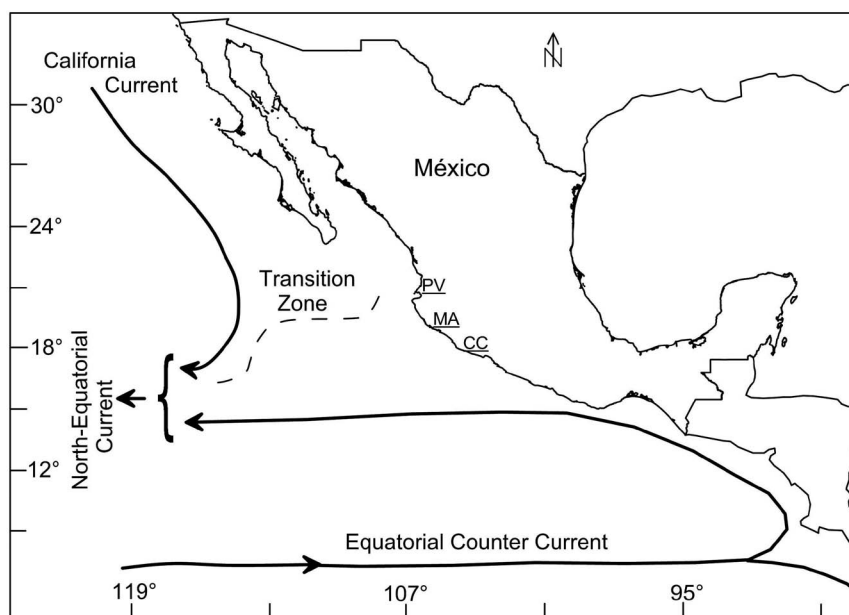 California
Current
N
30°
México
24°
Transition
Zone
PV
MA
18°
CC
North-Equatorial
Current
12°
Equatorial Counter Current
119°
107°
95°